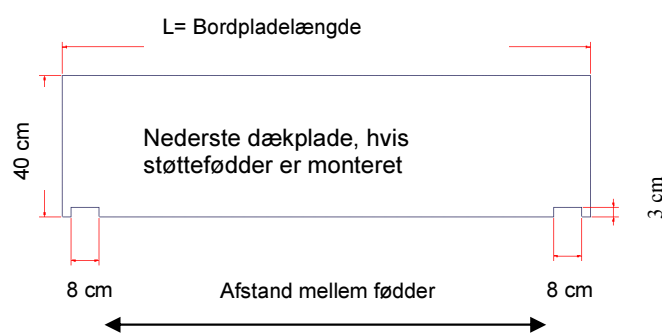 L= Bordpladelængde
40 cm
Nederste dækplade, hvis
støttefødder er monteret
3 cm
8 cm
Afstand mellem fødder
8 cm